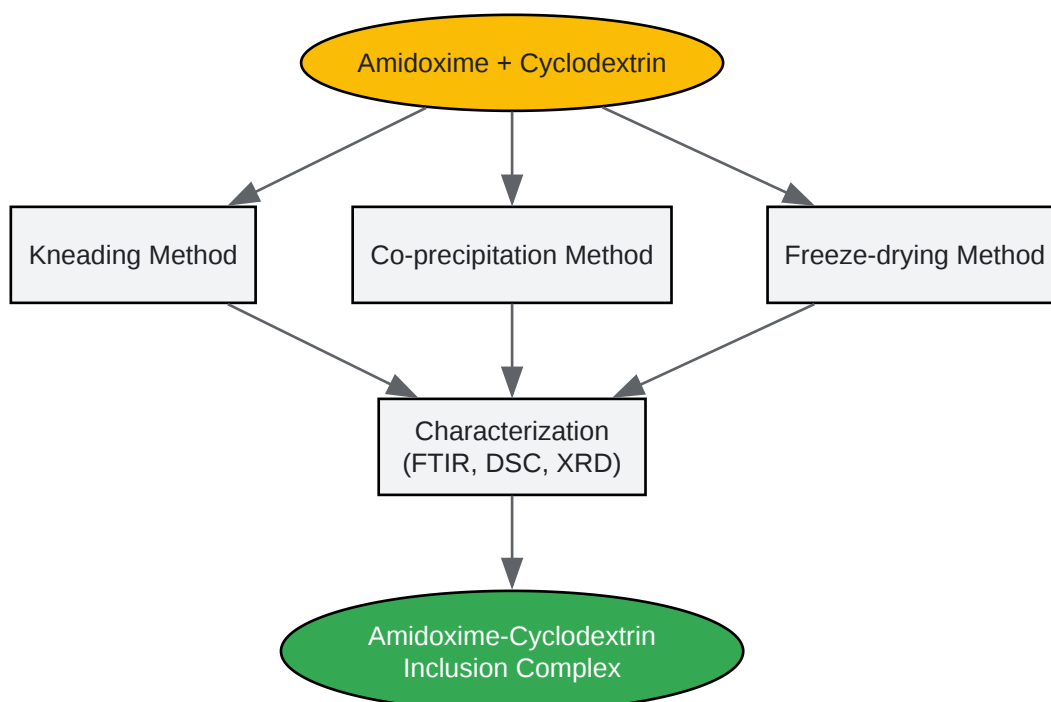 Amidoxime + Cyclodextrin
Kneading Method
Co-precipitation Method
Freeze-drying Method
Characterization
(FTIR, DSC, XRD)
Amidoxime-Cyclodextrin
Inclusion Complex